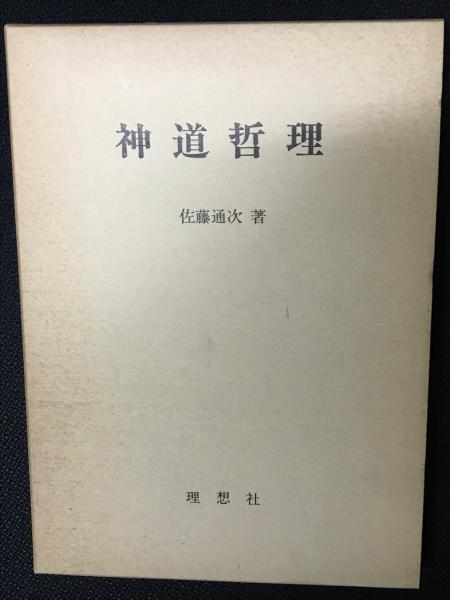 神道哲理
佐藤通次 著
理想社